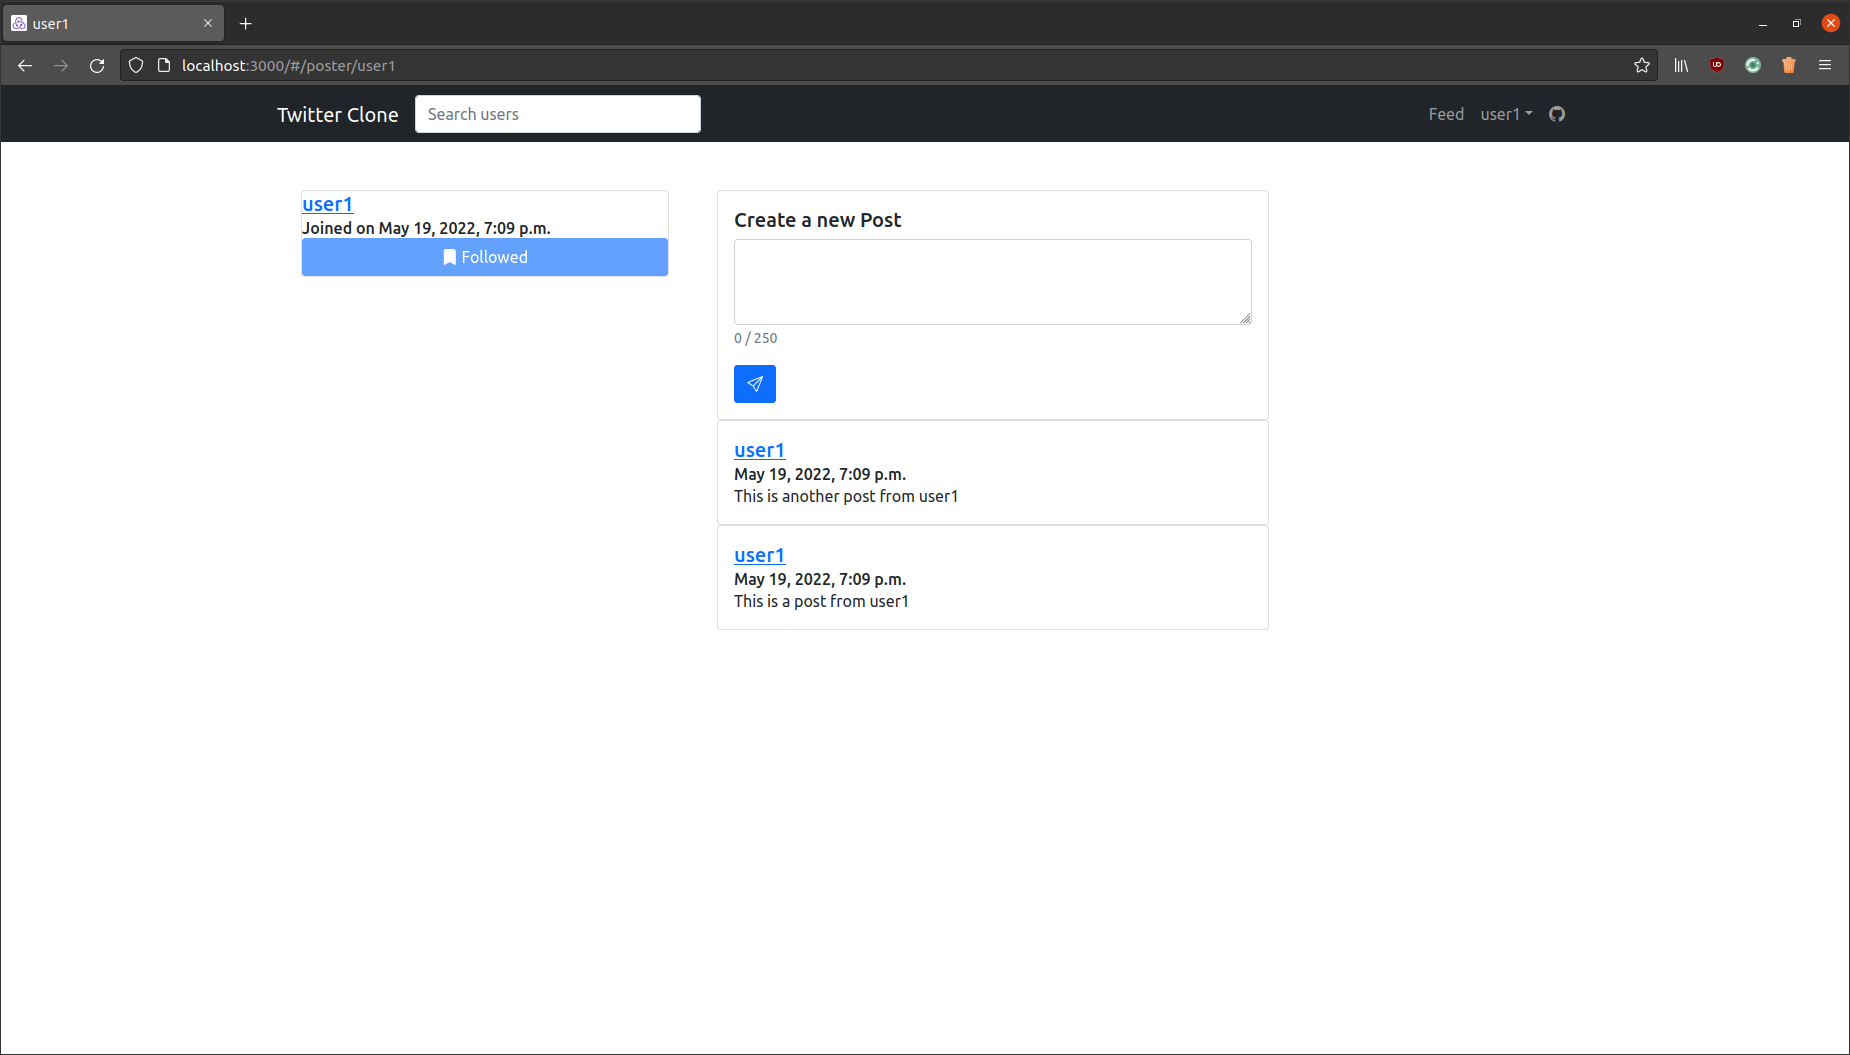 user1
localhost:3000/#/poster/user1
Twitter Clone
Search users
Feed
user1
user1
Joined on May 19, 2022, 7:09 p.m.
Followed
Create a new Post
0 / 250
user1
May 19, 2022, 7:09 p.m.
This is another post from user1
user1
May 19, 2022, 7:09 p.m.
This is a post from user1